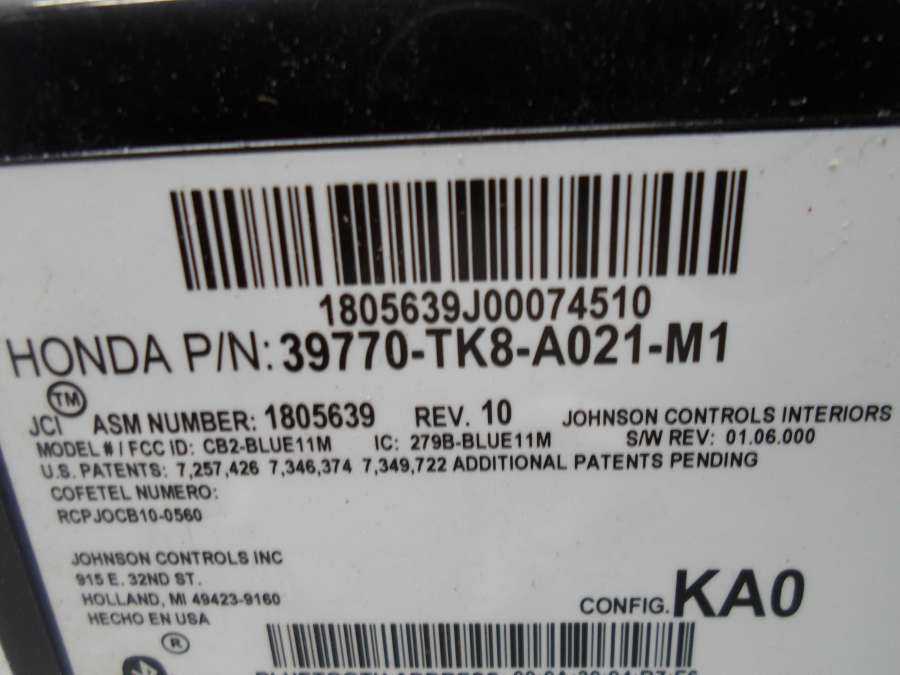 1805639J00074510
HONDA P/N: 39770-TK8-A021-M1
JCI TM ASM NUMBER: 1805639 REV. 10 JOHNSON CONTROLS INTERIORS
MODEL # / FCC ID: CB2-BLUE11M IC: 279B-BLUE11M S/W REV: 01.06.000
U.S. PATENTS: 7,257,426 7,346,374 7,349,722 ADDITIONAL PATENTS PENDING
COFETEL NUMERO:
RCPJOCB10-0560
JOHNSON CONTROLS INC
915 E. 32ND ST.
HOLLAND, MI 49423-9160
HECHO EN USA
CONFIG. KA0
®
BLUETOOTH ADDRESS